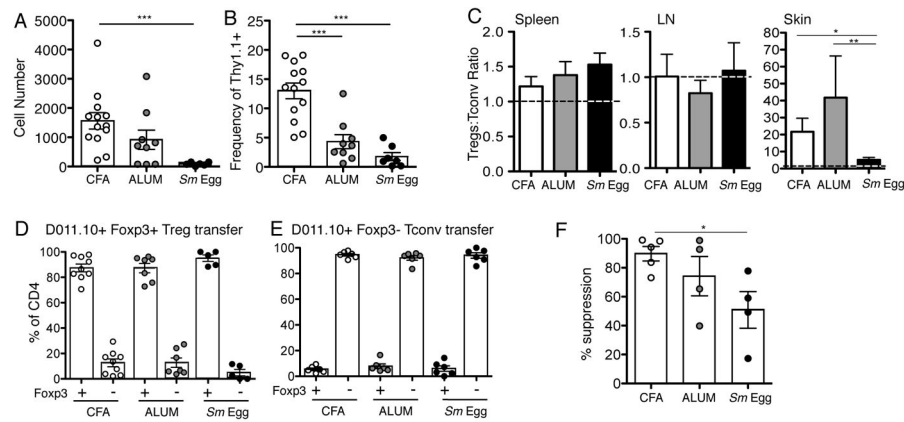 A
***
Cell Number
5000
4000
3000
2000
1000
0
CFA ALUM Sm Egg
B
***
***
Frequency of Thy1.1+
25
20
15
10
5
0
CFA ALUM Sm Egg
C
Spleen
Tregs:Tconv Ratio
2.0
1.5
1.0
0.5
0.0
CFA ALUM Sm Egg
LN
1.5
1.0
0.5
0.0
CFA ALUM Sm Egg
Skin
*
**
80
70
60
50
40
30
20
10
0
CFA ALUM Sm Egg
D
D011.10+ Foxp3+ Treg transfer
% of CD4
100
80
60
40
20
0
Foxp3 + - + - + -
CFA ALUM Sm Egg
E
D011.10+ Foxp3- Tconv transfer
100
80
60
40
20
0
+ - + - + -
CFA ALUM Sm Egg
F
*
% suppression
100
80
60
40
20
0
CFA ALUM Sm Egg